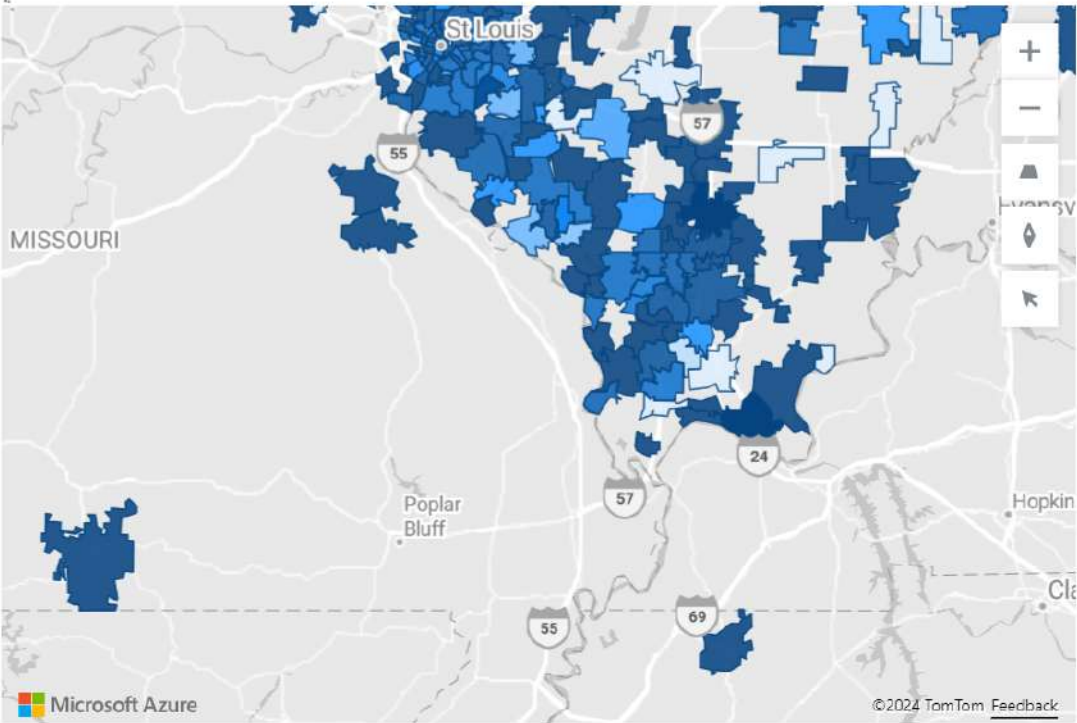 St Louis
57
55
MISSOURI
Evansv
24
57
Poplar
Bluff
Hopkin
Cla
69
55
Microsoft Azure
©2024 TomTom Feedback